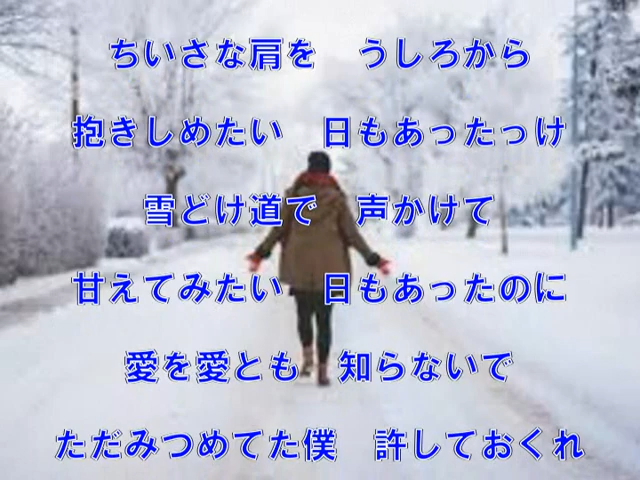 ちいさな肩を　うしろから
抱きしめたい　日もあったっけ
雪どけ道で　声かけて
甘えてみたい　日もあったのに
愛を愛とも　知らないで
ただみつめてた僕　許しておくれ